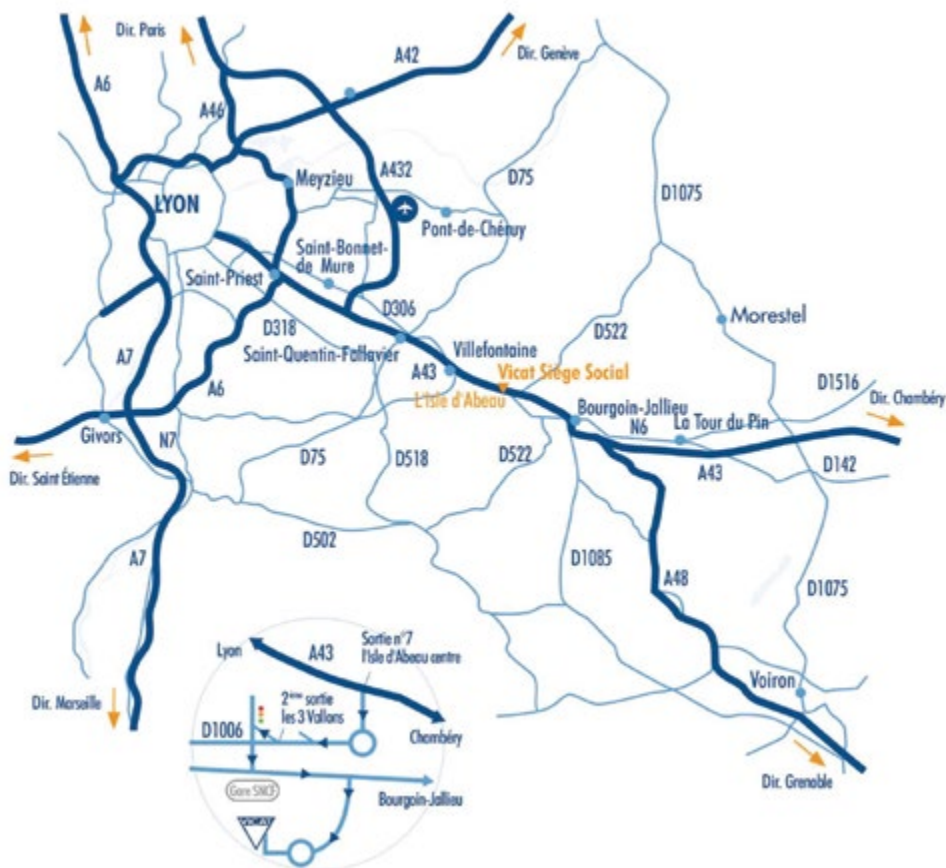 Dir. Paris
A6
A46
A42
Dir. Genève
A432
D75
D1075
Meyzieu
LYON
Pont-de-Chéruy
Saint-Bonnet-
de Mure
Saint-Priest
D306
Morestel
D318
Saint-Quentin-Fallavier
Villefontaine
D522
A7
A6
A43
Vicat Siège Social
L'Isle d'Abeau
D1516
Dir. Chambéry
Bourgoin-Jallieu
N6
La Tour du Pin
Givors
N7
D75
D518
D522
A43
D142
Dir. Saint Étienne
D502
A7
D1085
A48
D1075
Lyon
A43
Sortie n°7
l'Isle d'Abeau centre
Voiron
Dir. Marseille
2ème sortie
les 3 Vallons
D1006
Chambéry
Dir. Grenoble
Gare SNCF
Bourgoin-Jallieu
VICAT